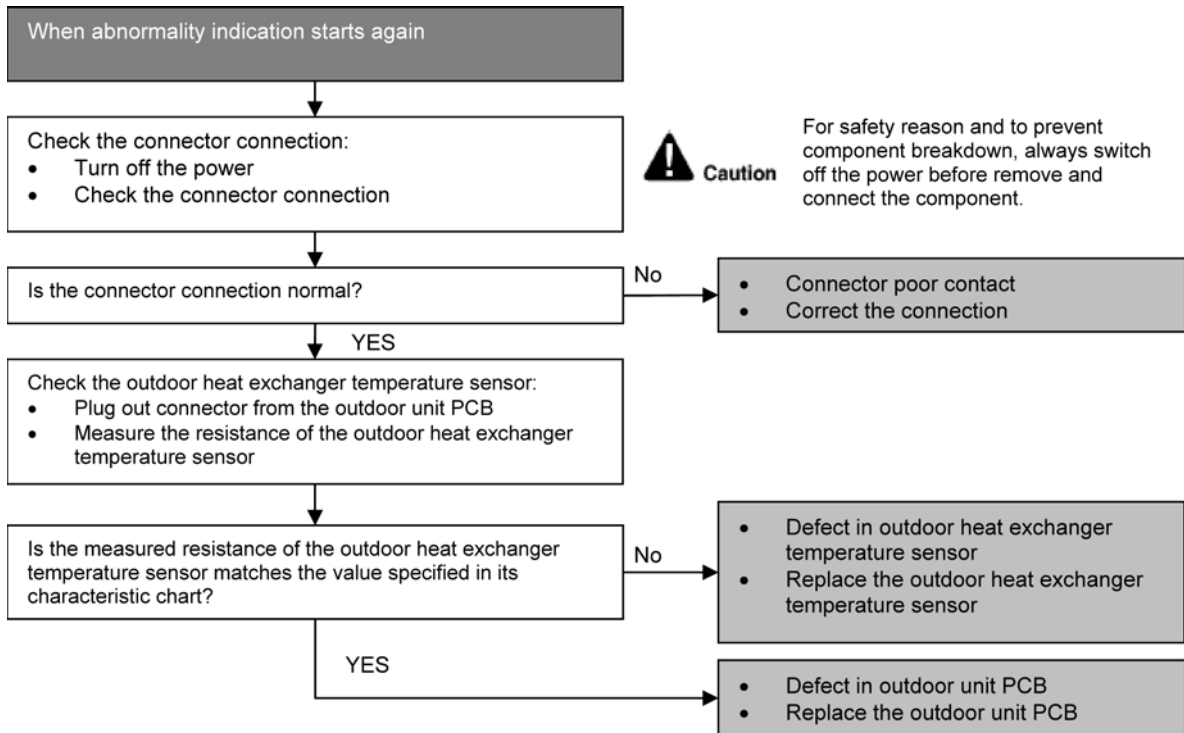 When abnormality indication starts again
Check the connector connection:
• Turn off the power
• Check the connector connection
Caution
For safety reason and to prevent
component breakdown, always switch
off the power before remove and
connect the component.
Is the connector connection normal?
No
• Connector poor contact
• Correct the connection
YES
Check the outdoor heat exchanger temperature sensor:
• Plug out connector from the outdoor unit PCB
• Measure the resistance of the outdoor heat exchanger
temperature sensor
Is the measured resistance of the outdoor heat exchanger
temperature sensor matches the value specified in its
characteristic chart?
No
• Defect in outdoor heat exchanger
temperature sensor
• Replace the outdoor heat exchanger
temperature sensor
YES
• Defect in outdoor unit PCB
• Replace the outdoor unit PCB